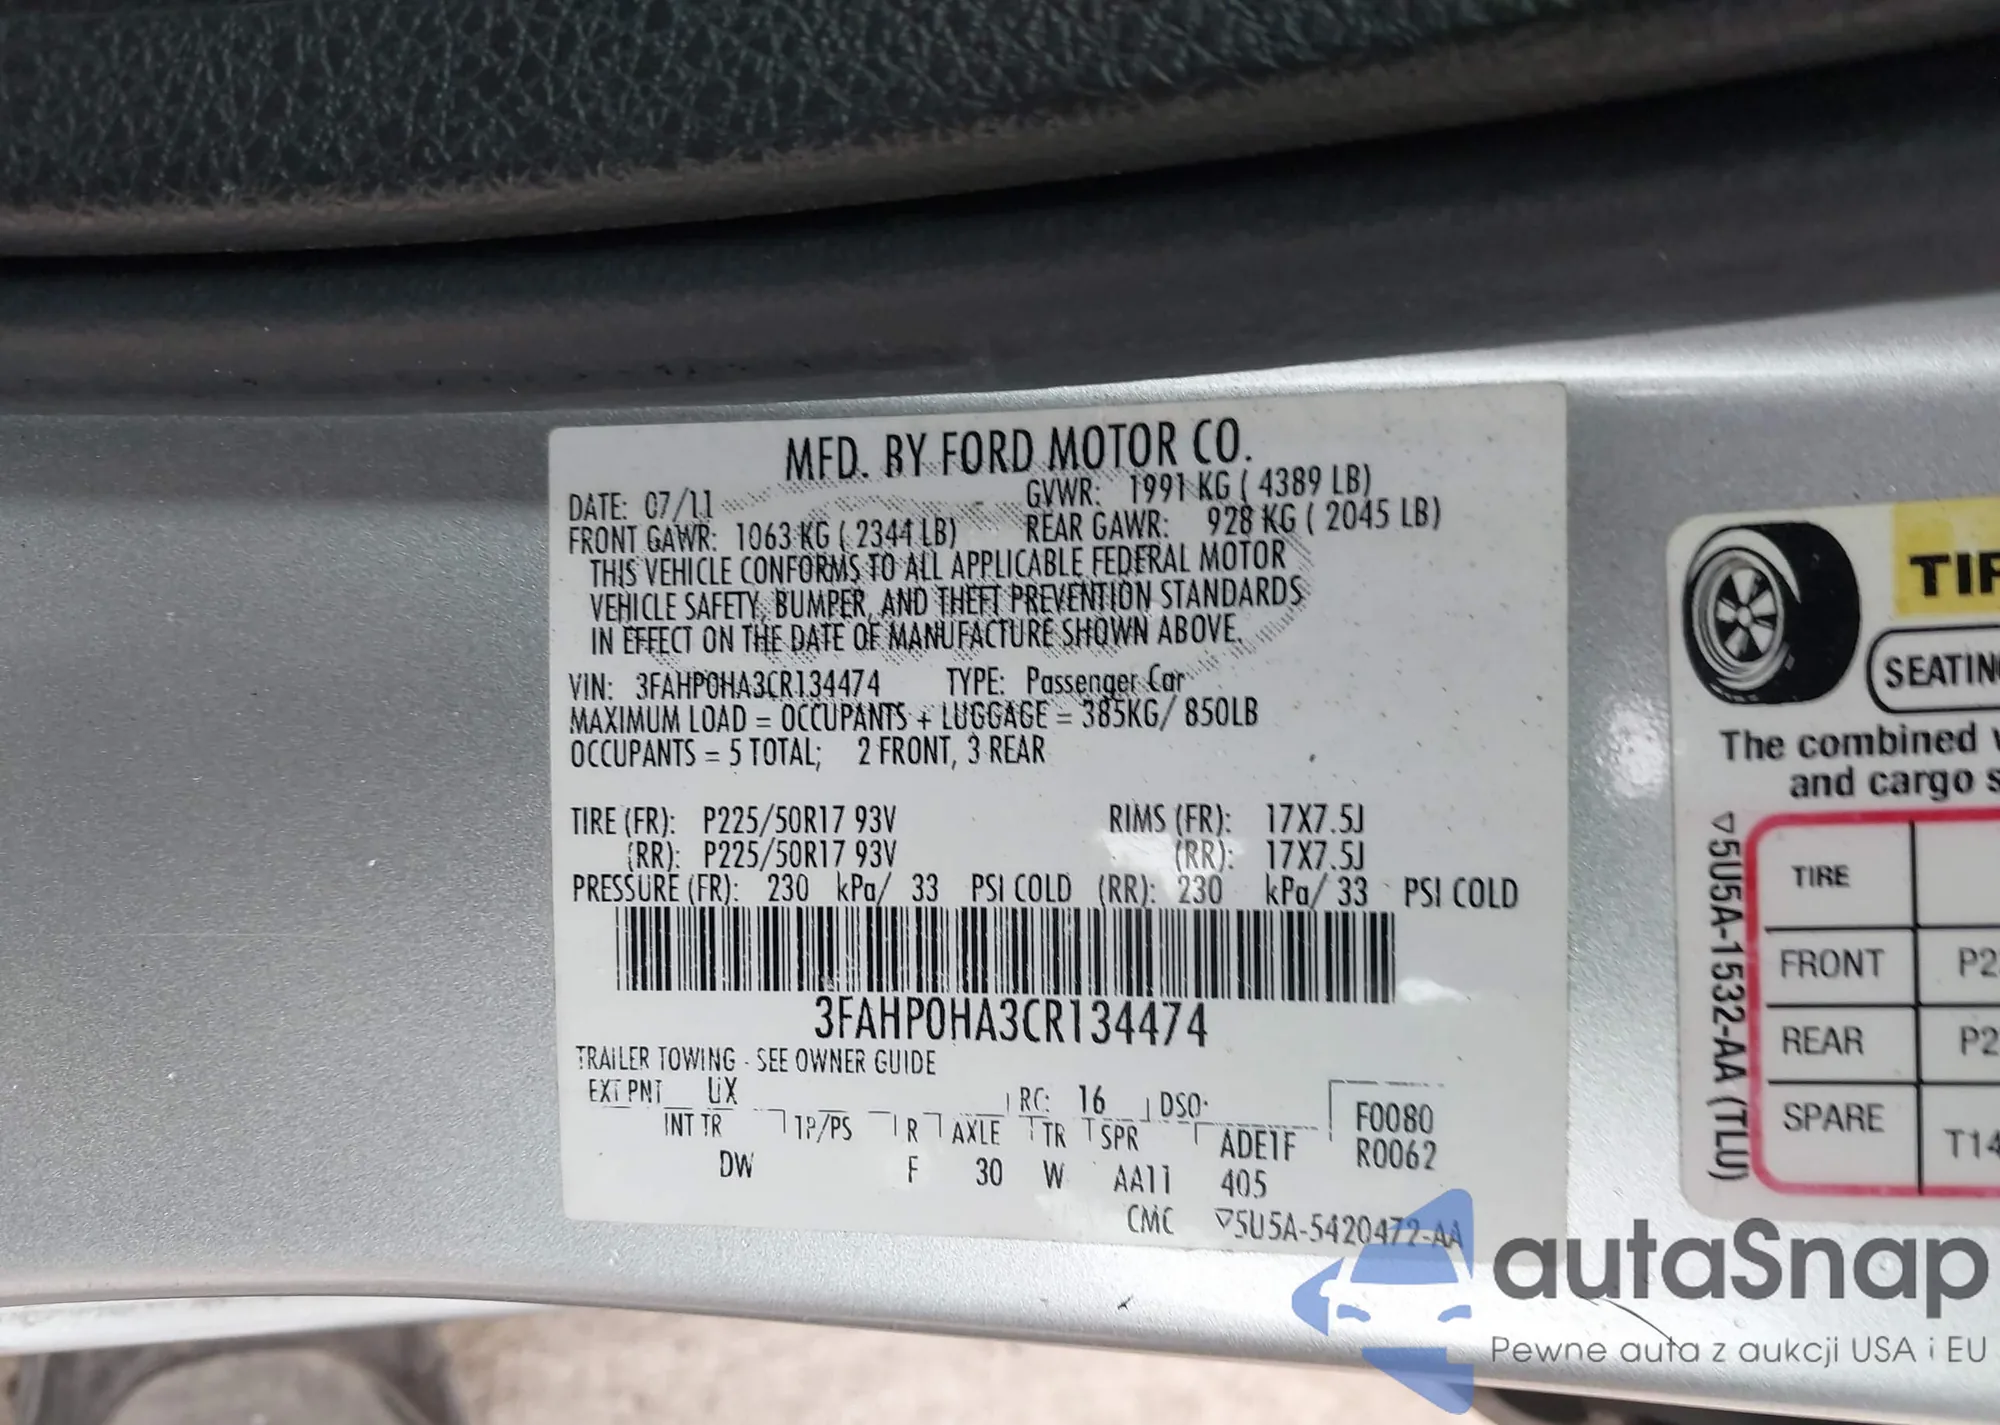 MFD. BY FORD MOTOR CO.
DATE: 07/11 GVWR: 1991 KG ( 4389 LB)
FRONT GAWR: 1063 KG ( 2344 LB) REAR GAWR: 928 KG ( 2045 LB)
THIS VEHICLE CONFORMS TO ALL APPLICABLE FEDERAL MOTOR
VEHICLE SAFETY, BUMPER, AND THEFT PREVENTION STANDARDS
IN EFFECT ON THE DATE OF MANUFACTURE SHOWN ABOVE.
VIN: 3FAHP0HA3CR134474 TYPE: Passenger Car
MAXIMUM LOAD = OCCUPANTS + LUGGAGE = 385KG/ 850LB
OCCUPANTS = 5 TOTAL; 2 FRONT, 3 REAR
TIRE (FR): P225/50R17 93V RIMS (FR): 17X7.5J
(RR): P225/50R17 93V (RR): 17X7.5J
PRESSURE (FR): 230 kPa/ 33 PSI COLD (RR): 230 kPa/ 33 PSI COLD
3FAHP0HA3CR134474
TRAILER TOWING - SEE OWNER GUIDE
EXT PNT UX RC: 16 DSO: F0080
INT TR TP/PS R AXLE TR SPR ADE1F R0062
DW F 30 W AA11 405
CMC ▽5U5A-5420472-AA
TIR
SEATING
The combined w
and cargo s
▽5U5A-1532-AA (TLU)
TIRE
FRONT P2
REAR P2
SPARE T14
autaSnap
Pewne auta z aukcji USA i EU